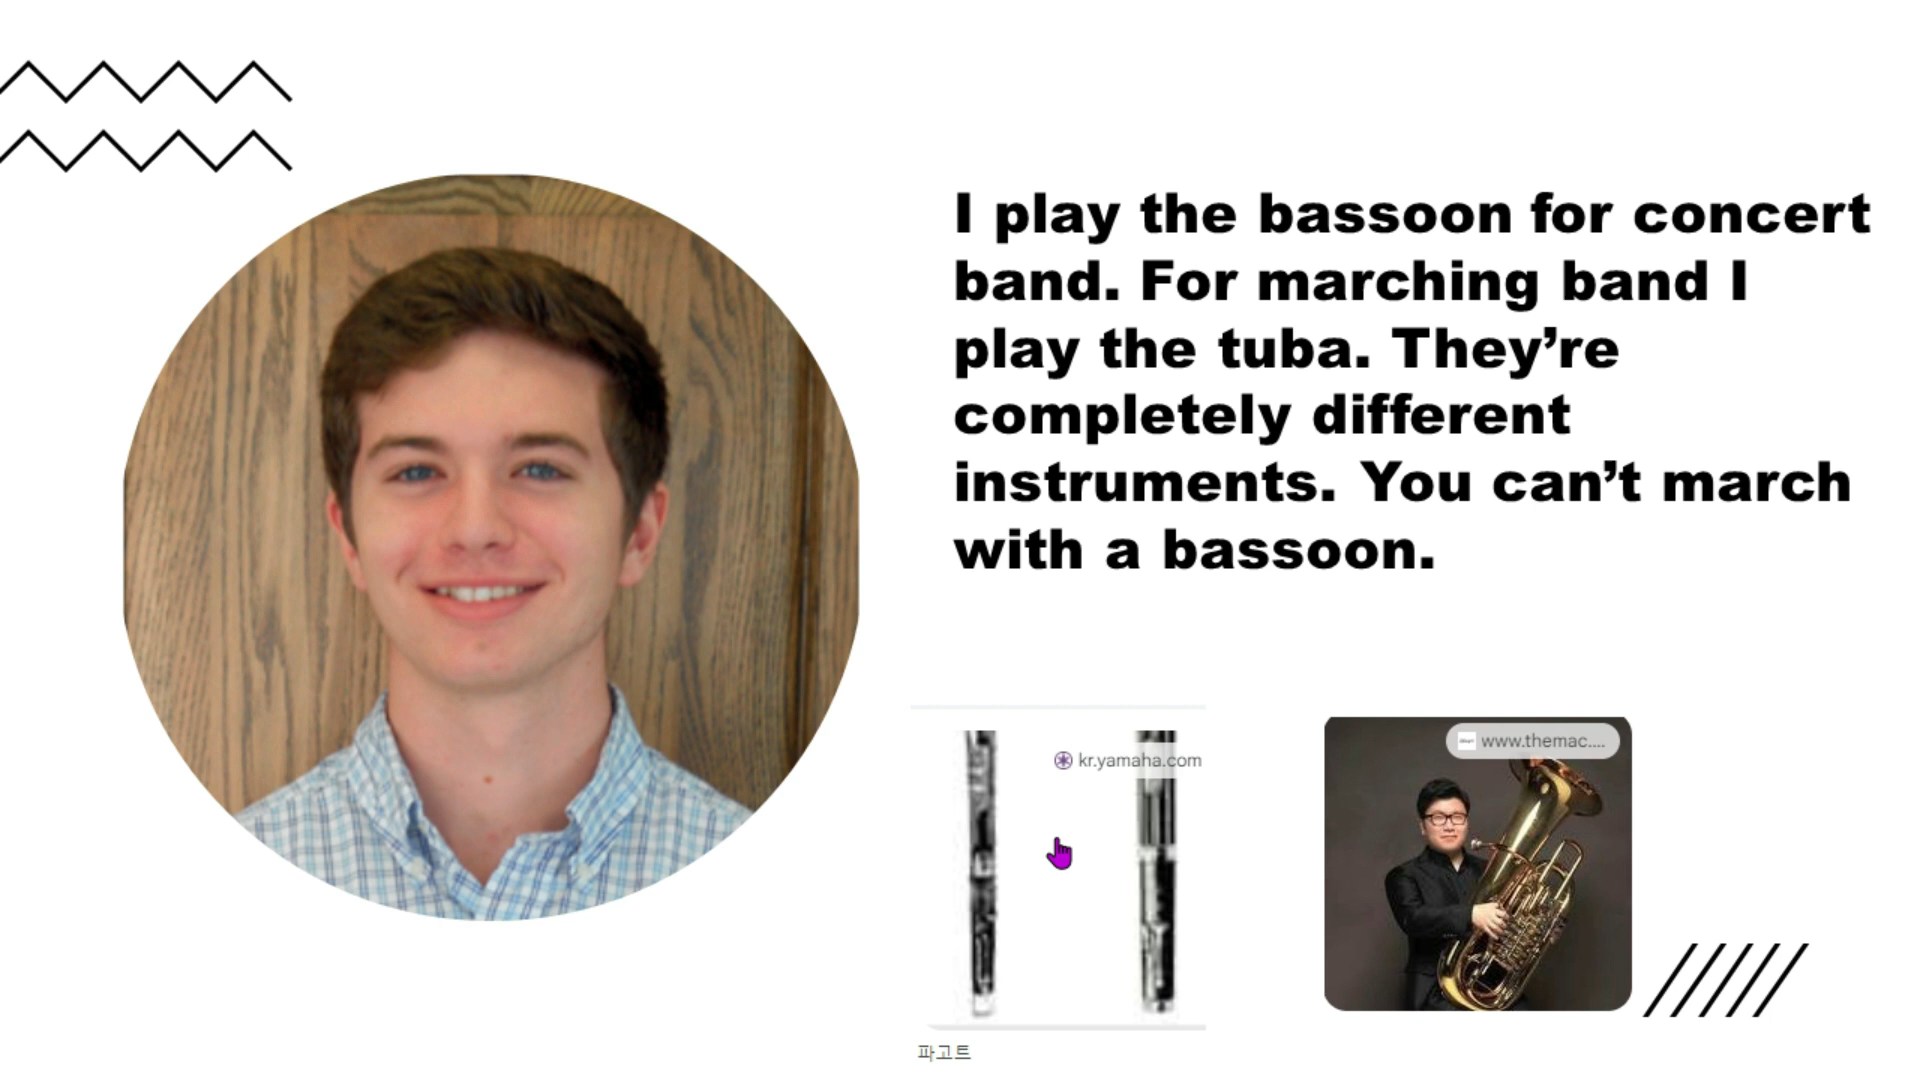 I play the bassoon for concert
band. For marching band I
play the tuba. They’re
completely different
instruments. You can’t march
with a bassoon.
kr.yamaha.com
www.themac....
파고트